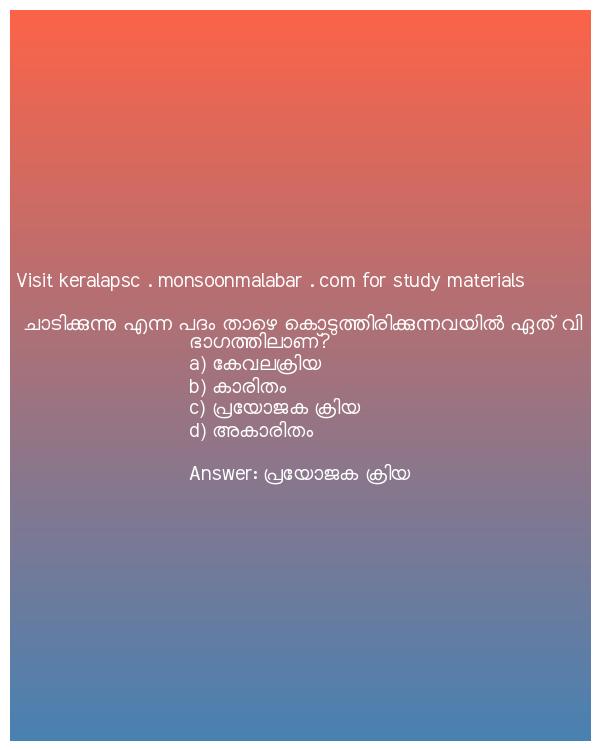 Visit keralapsc . monsoonmalabar . com for study materials
ചാടിക്കുന്നു എന്ന പദം താഴെ കൊടുത്തിരിക്കുന്നവയിൽ ഏത് വി
ഭാഗത്തിലാണ്?
a) കേവലക്രിയ
b) കാരിതം
c) പ്രയോജക ക്രിയ
d) അകാരിതം
Answer: പ്രയോജക ക്രിയ